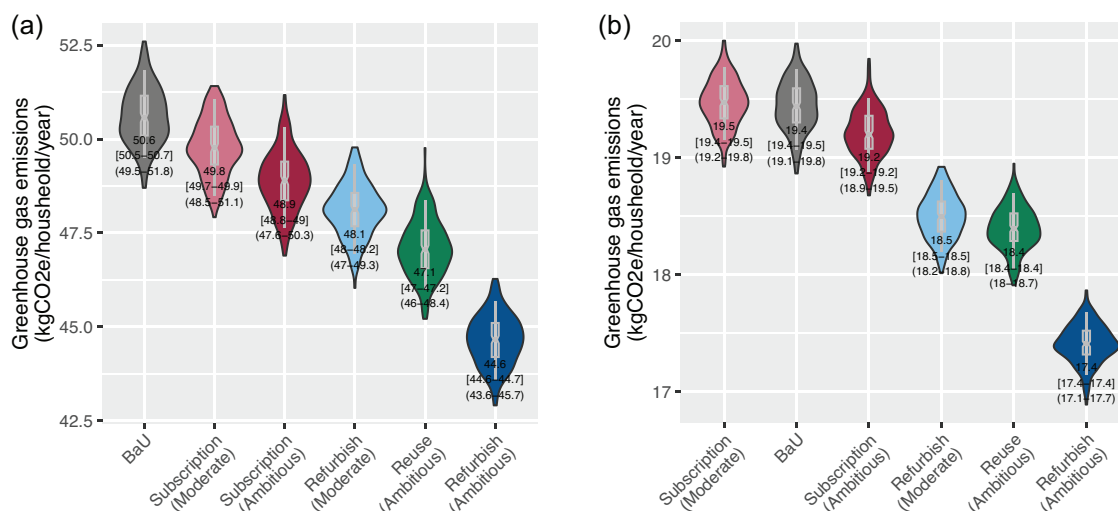 (a)
Greenhouse gas emissions
(kgCO2e/housheold/year)
52.5
50.0
47.5
45.0
42.5
50.6
[50.5–50.7]
(49.5–51.8)
49.8
[49.7–49.9]
(48.5–51.1)
48.9
[48.8–49]
(47.6–50.3)
48.1
[48–48.2]
(47–49.3)
47.1
[47–47.2]
(46–48.4)
44.6
[44.6–44.7]
(43.6–45.7)
BaU
Subscription
(Moderate)
Subscription
(Ambitious)
Refurbish
(Moderate)
Reuse
(Ambitious)
Refurbish
(Ambitious)
(b)
Greenhouse gas emissions
(kgCO2e/housheold/year)
20
19
18
17
19.5
[19.4–19.5]
(19.2–19.8)
19.4
[19.4–19.5]
(19.1–19.8)
19.2
[19.2–19.2]
(18.9–19.5)
18.5
[18.5–18.5]
(18.2–18.8)
18.4
[18.4–18.4]
(18–18.7)
17.4
[17.4–17.4]
(17.1–17.7)
Subscription
(Moderate)
BaU
Subscription
(Ambitious)
Refurbish
(Moderate)
Reuse
(Ambitious)
Refurbish
(Ambitious)